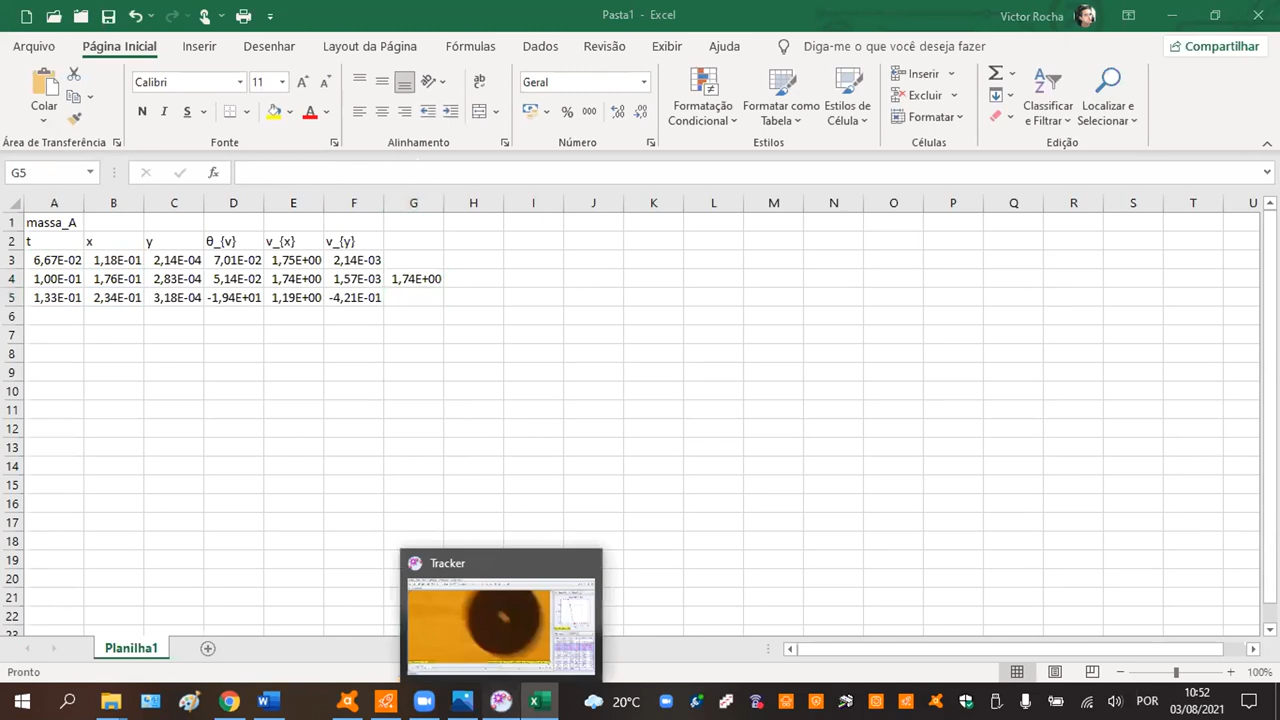 Pasta1 - Excel
Victor Rocha
Arquivo Página Inicial Inserir Desenhar Layout da Página Fórmulas Dados Revisão Exibir Ajuda Diga-me o que você deseja fazer Compartilhar
Colar
Calibri 11
N I S
ab
Geral
% 000
Formatação Condicional
Formatar como Tabela
Estilos de Célula
Inserir
Excluir
Formatar
Classificar e Filtrar
Localizar e Selecionar
Área de Transferência Fonte Alinhamento Número Estilos Células Edição
G5 fx
A B C D E F G H I J K L M N O P Q R S T U
1 massa_A
2 t x y θ_{v} v_{x} v_{y}
3 6,67E-02 1,18E-01 2,14E-04 7,01E-02 1,75E+00 2,14E-03
4 1,00E-01 1,76E-01 2,83E-04 5,14E-02 1,74E+00 1,57E-03 1,74E+00
5 1,33E-01 2,34E-01 3,18E-04 -1,94E+01 1,19E+00 -4,21E-01
6
7
8
9
10
11
12
13
14
15
16
17
18
19
20
21
22
23
Tracker
Planilha1
Pronto
100%
20°C
POR
10:52
03/08/2021